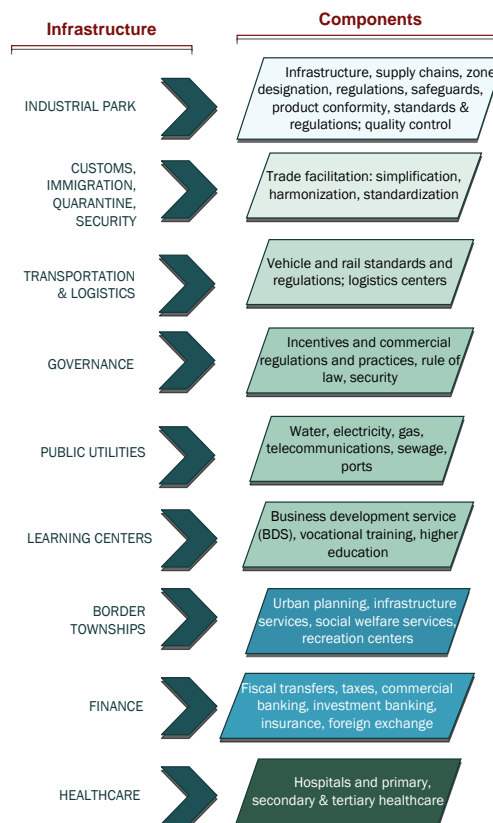 Infrastructure
Components
INDUSTRIAL PARK
Infrastructure, supply chains, zone
designation, regulations, safeguards,
product conformity, standards &
regulations; quality control
CUSTOMS,
IMMIGRATION,
QUARANTINE,
SECURITY
Trade facilitation: simplification,
harmonization, standardization
TRANSPORTATION
& LOGISTICS
Vehicle and rail standards and
regulations; logistics centers
GOVERNANCE
Incentives and commercial
regulations and practices, rule of
law, security
PUBLIC UTILITIES
Water, electricity, gas,
telecommunications, sewage,
ports
LEARNING CENTERS
Business development service
(BDS), vocational training, higher
education
BORDER
TOWNSHIPS
Urban planning, infrastructure
services, social welfare services,
recreation centers
FINANCE
Fiscal transfers, taxes, commercial
banking, investment banking,
insurance, foreign exchange
HEALTHCARE
Hospitals and primary,
secondary & tertiary healthcare